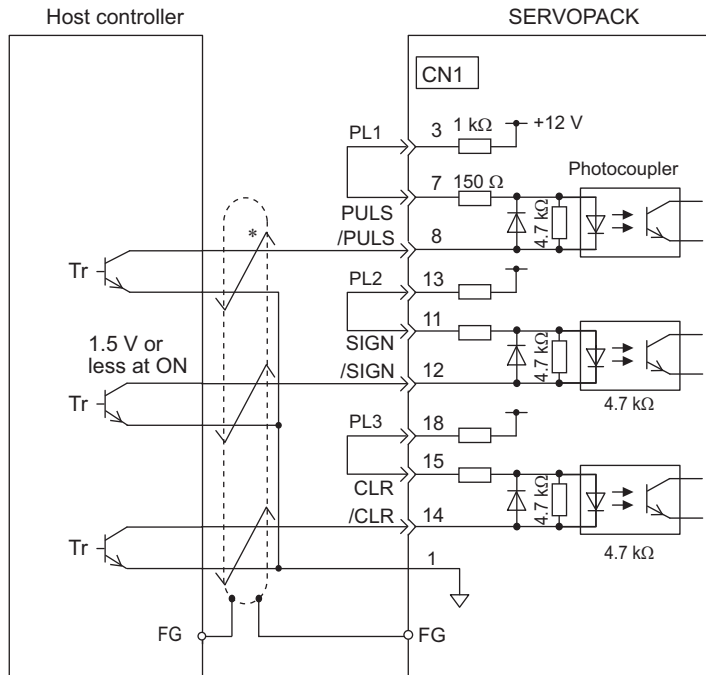 Host controller
SERVOPACK
CN1
PL1
3
1 kΩ
+12 V
Photocoupler
7
150 Ω
PULS
/PULS
8
4.7 kΩ
*
Tr
PL2
13
11
SIGN
/SIGN
12
4.7 kΩ
4.7 kΩ
1.5 V or
less at ON
Tr
PL3
18
15
CLR
/CLR
14
4.7 kΩ
4.7 kΩ
Tr
1
FG
FG